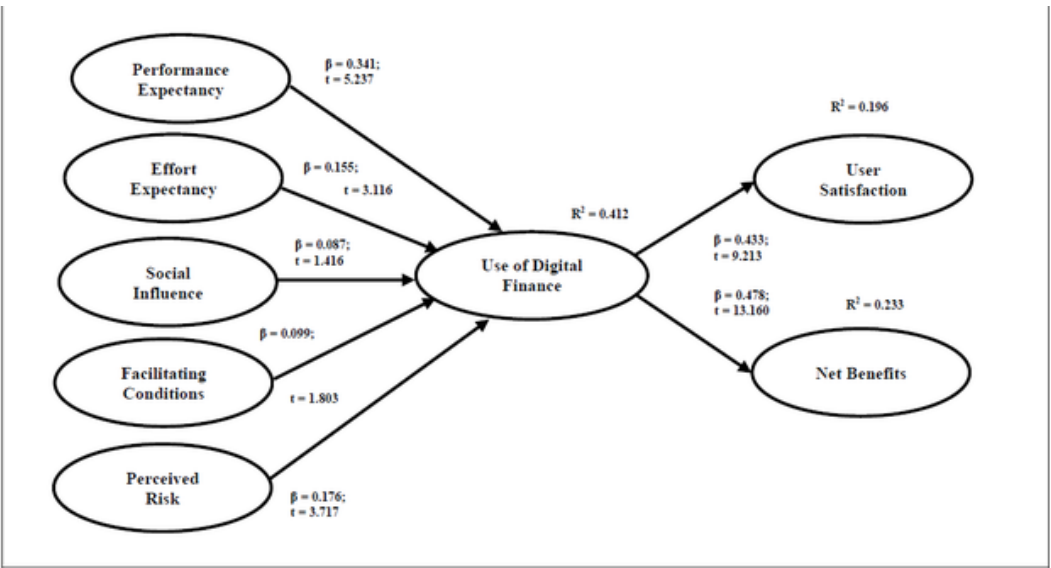 Performance
Expectancy
β = 0.341;
t = 5.237
Effort
Expectancy
β = 0.155;
t = 3.116
Social
Influence
β = 0.087;
t = 1.416
Facilitating
Conditions
β = 0.099;
t = 1.803
Perceived
Risk
β = 0.176;
t = 3.717
R² = 0.412
Use of Digital
Finance
R² = 0.196
User
Satisfaction
β = 0.433;
t = 9.213
β = 0.478;
t = 13.160
R² = 0.233
Net Benefits